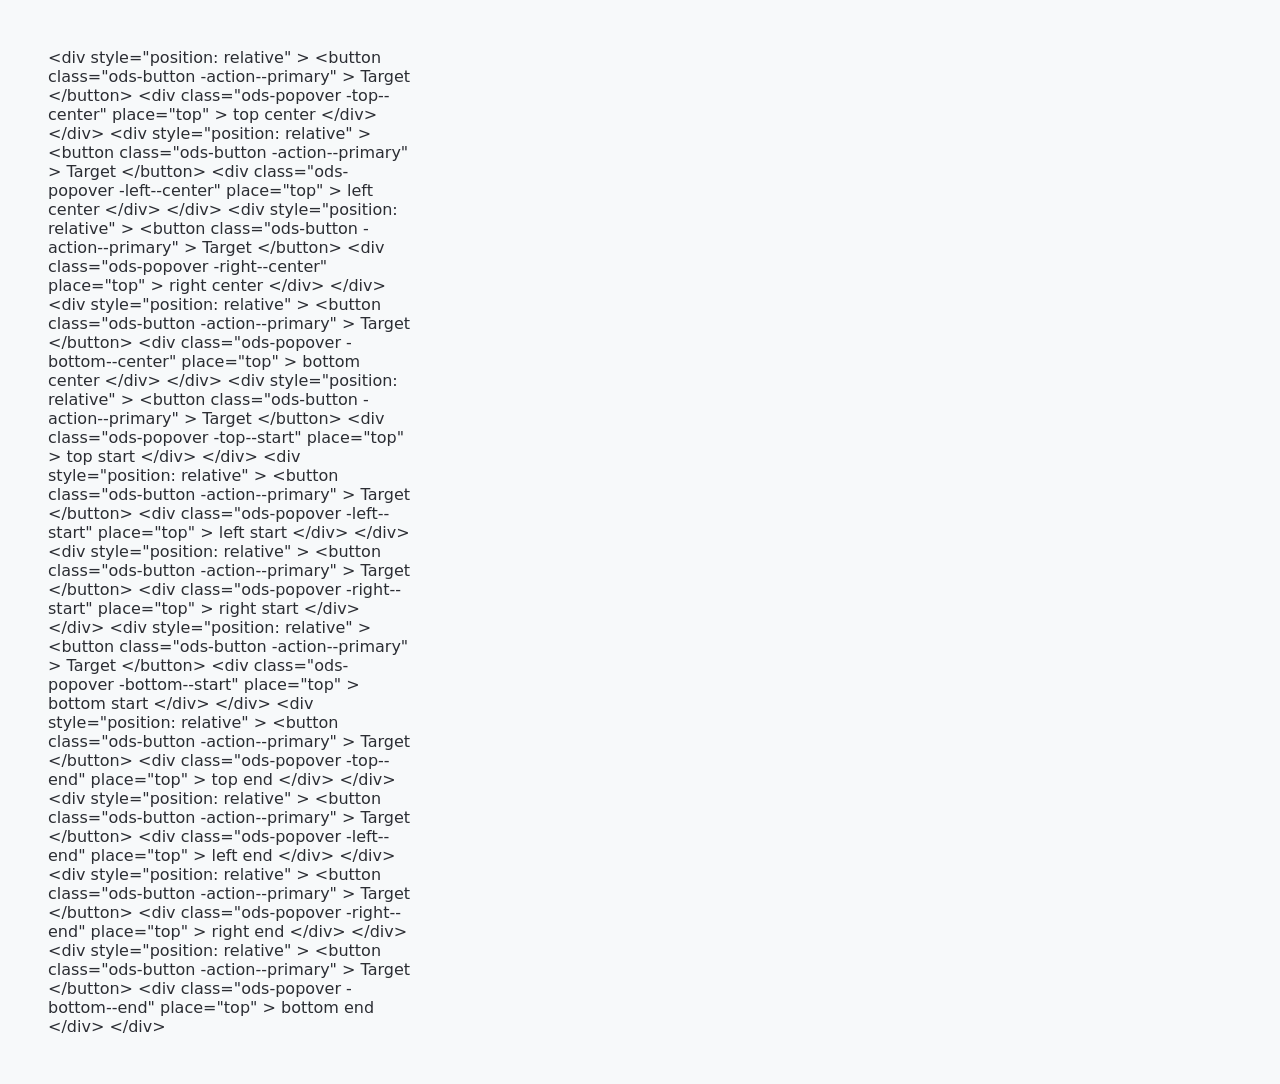 <div style="position: relative" > <button
class="ods-button -action--primary" > Target
</button> <div class="ods-popover -top--
center" place="top" > top center </div>
</div> <div style="position: relative" >
<button class="ods-button -action--primary"
> Target </button> <div class="ods-
popover -left--center" place="top" > left
center </div> </div> <div style="position:
relative" > <button class="ods-button -
action--primary" > Target </button> <div
class="ods-popover -right--center"
place="top" > right center </div> </div>
<div style="position: relative" > <button
class="ods-button -action--primary" > Target
</button> <div class="ods-popover -
bottom--center" place="top" > bottom
center </div> </div> <div style="position:
relative" > <button class="ods-button -
action--primary" > Target </button> <div
class="ods-popover -top--start" place="top"
> top start </div> </div> <div
style="position: relative" > <button
class="ods-button -action--primary" > Target
</button> <div class="ods-popover -left--
start" place="top" > left start </div> </div>
<div style="position: relative" > <button
class="ods-button -action--primary" > Target
</button> <div class="ods-popover -right--
start" place="top" > right start </div>
</div> <div style="position: relative" >
<button class="ods-button -action--primary"
> Target </button> <div class="ods-
popover -bottom--start" place="top" >
bottom start </div> </div> <div
style="position: relative" > <button
class="ods-button -action--primary" > Target
</button> <div class="ods-popover -top--
end" place="top" > top end </div> </div>
<div style="position: relative" > <button
class="ods-button -action--primary" > Target
</button> <div class="ods-popover -left--
end" place="top" > left end </div> </div>
<div style="position: relative" > <button
class="ods-button -action--primary" > Target
</button> <div class="ods-popover -right--
end" place="top" > right end </div> </div>
<div style="position: relative" > <button
class="ods-button -action--primary" > Target
</button> <div class="ods-popover -
bottom--end" place="top" > bottom end
</div> </div>